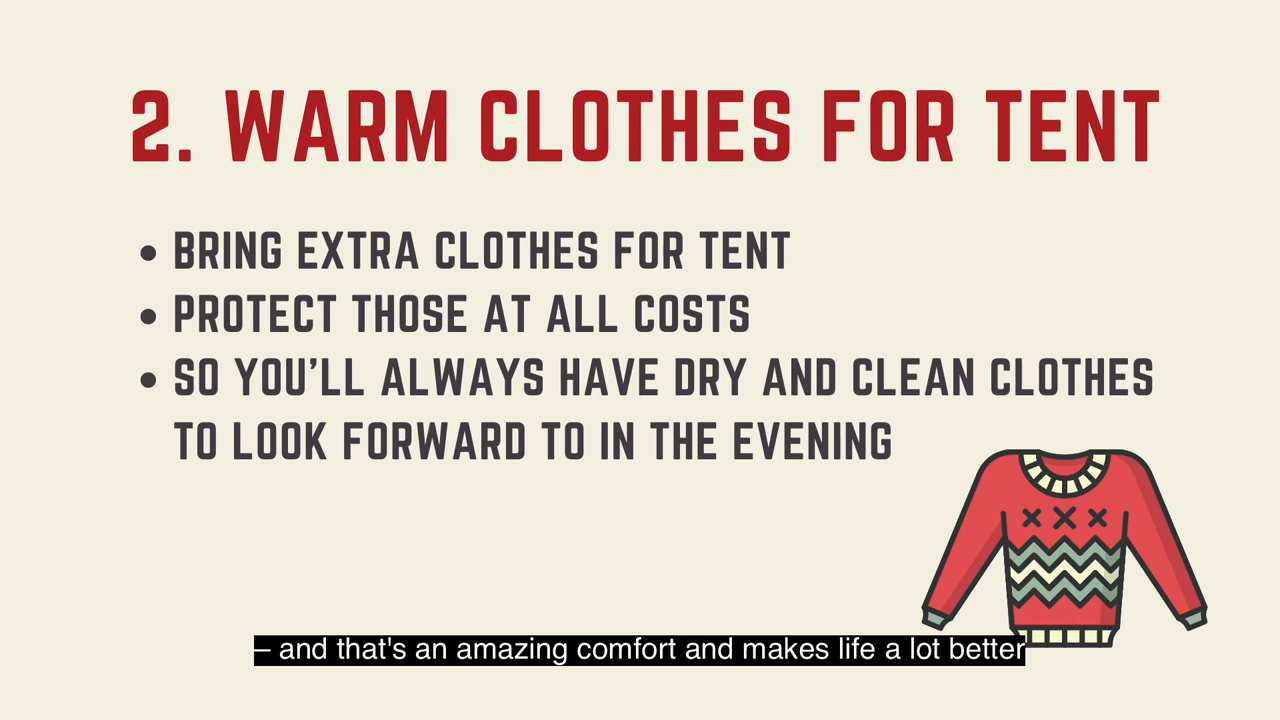 2. WARM CLOTHES FOR TENT
• BRING EXTRA CLOTHES FOR TENT
• PROTECT THOSE AT ALL COSTS
• SO YOU'LL ALWAYS HAVE DRY AND CLEAN CLOTHES
TO LOOK FORWARD TO IN THE EVENING
– and that's an amazing comfort and makes life a lot better